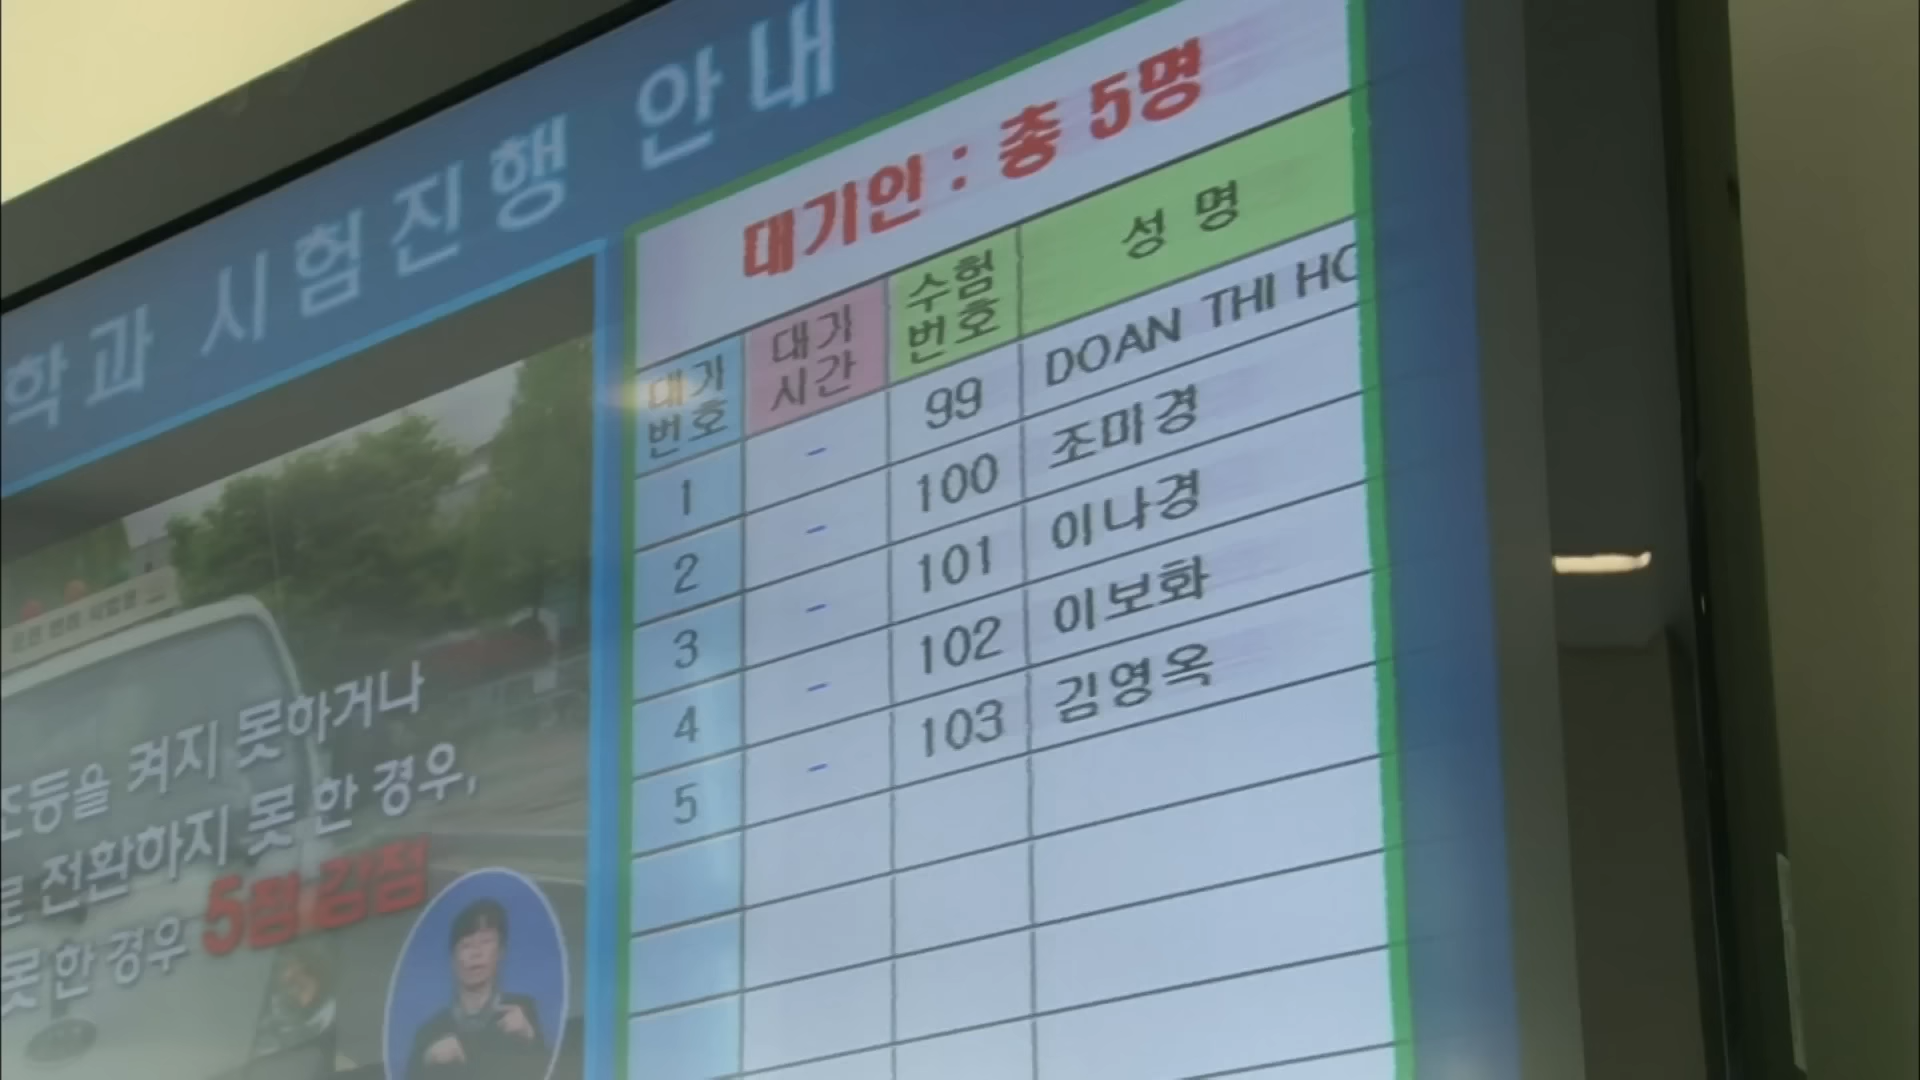 학과 시험진행 안내
대기인 : 총 5명
대기번호 대기시간 수험번호 성명
1 - 99 DOAN THI HO
2 - 100 조마경
3 - 101 이나경
4 - 102 이보화
5 - 103 김영옥
조등을 켜지 못하거나
로 전환하지 못 한 경우,
못 한 경우 5점 감점